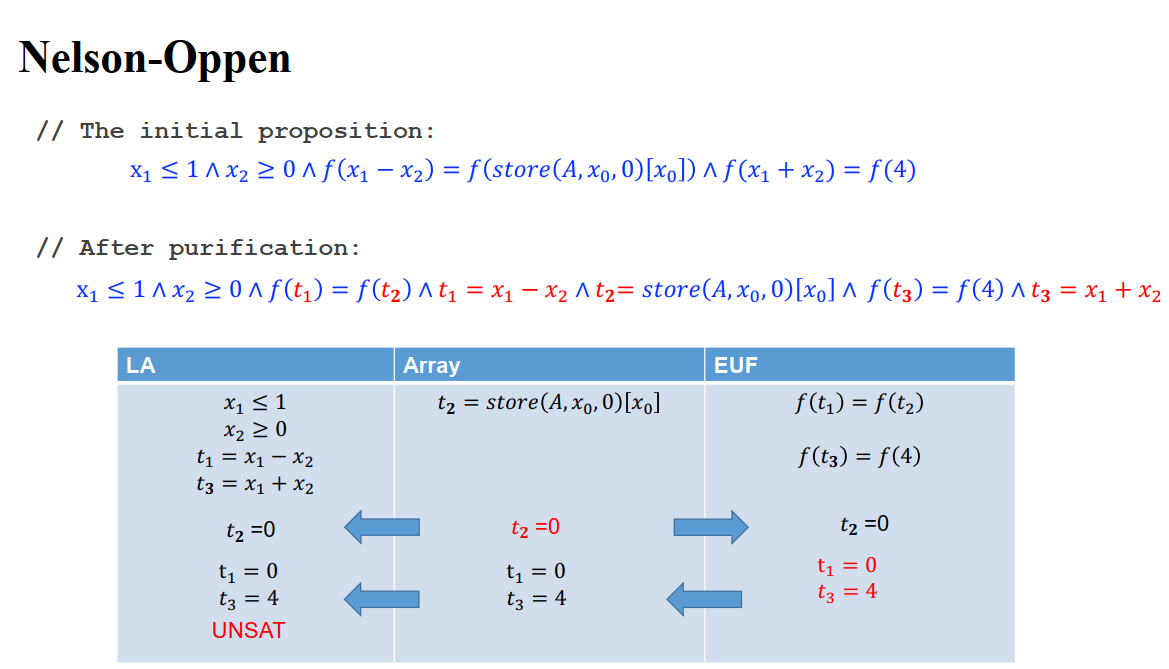 Nelson-Oppen
// The initial proposition:
x₁ ≤ 1 ∧ x₂ ≥ 0 ∧ f(x₁ − x₂) = f(store(A, x₀, 0)[x₀]) ∧ f(x₁ + x₂) = f(4)
// After purification:
x₁ ≤ 1 ∧ x₂ ≥ 0 ∧ f(t₁) = f(t₂) ∧ t₁ = x₁ − x₂ ∧ t₂= store(A, x₀, 0)[x₀] ∧ f(t₃) = f(4) ∧ t₃ = x₁ + x₂
LA Array EUF
x₁ ≤ 1 t₂ = store(A, x₀, 0)[x₀] f(t₁) = f(t₂)
x₂ ≥ 0
t₁ = x₁ − x₂ f(t₃) = f(4)
t₃ = x₁ + x₂
t₂ =0 t₂ =0 t₂ =0
t₁ = 0 t₁ = 0 t₁ = 0
t₃ = 4 t₃ = 4 t₃ = 4
UNSAT